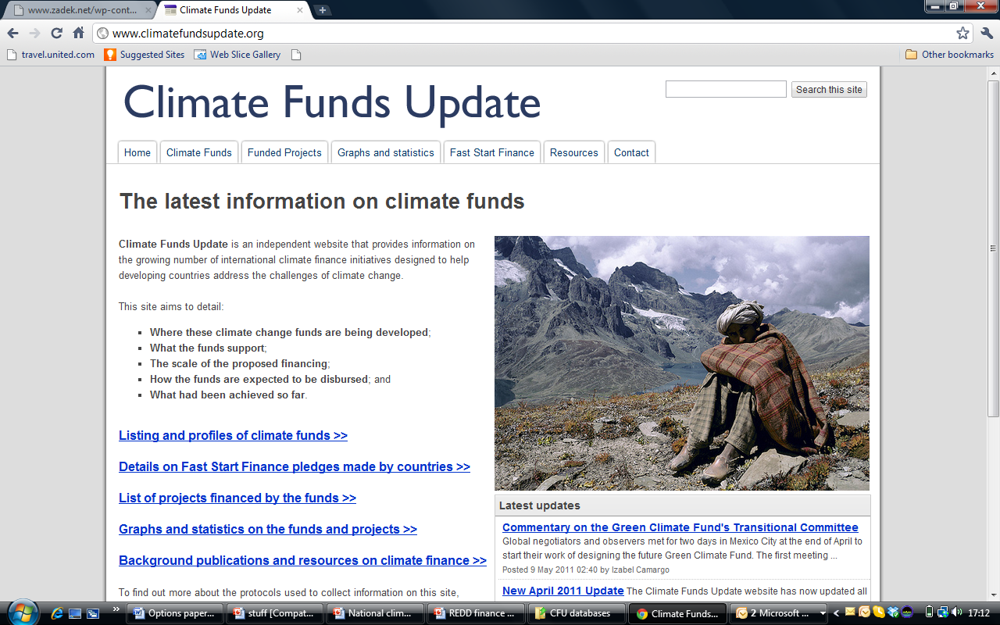 www.zadek.net/wp-cont...
Climate Funds Update
www.climatefundsupdate.org
travel.united.com
Suggested Sites
Web Slice Gallery
Other bookmarks
Climate Funds Update
Search this site
Home
Climate Funds
Funded Projects
Graphs and statistics
Fast Start Finance
Resources
Contact
The latest information on climate funds
Climate Funds Update is an independent website that provides information on
the growing number of international climate finance initiatives designed to help
developing countries address the challenges of climate change.
This site aims to detail:
Where these climate change funds are being developed;
What the funds support;
The scale of the proposed financing;
How the funds are expected to be disbursed; and
What had been achieved so far.
Listing and profiles of climate funds >>
Details on Fast Start Finance pledges made by countries >>
List of projects financed by the funds >>
Graphs and statistics on the funds and projects >>
Background publications and resources on climate finance >>
To find out more about the protocols used to collect information on this site,
Latest updates
Commentary on the Green Climate Fund's Transitional Committee
Global negotiators and observers met for two days in Mexico City at the end of April to
start their work of designing the future Green Climate Fund. The first meeting ...
Posted 9 May 2011 02:40 by Izabel Camargo
New April 2011 Update The Climate Funds Update website has now updated all
Options paper...
stuff [Compat...
National clim...
REDD finance ...
CFU databases
Climate Funds...
2 Microsoft ...
17:12